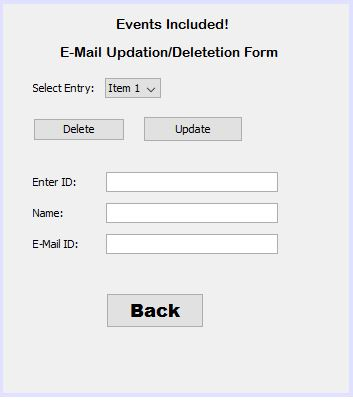 Events Included!
E-Mail Updation/Deletetion Form
Select Entry: Item 1
Delete Update
Enter ID:
Name:
E-Mail ID:
Back